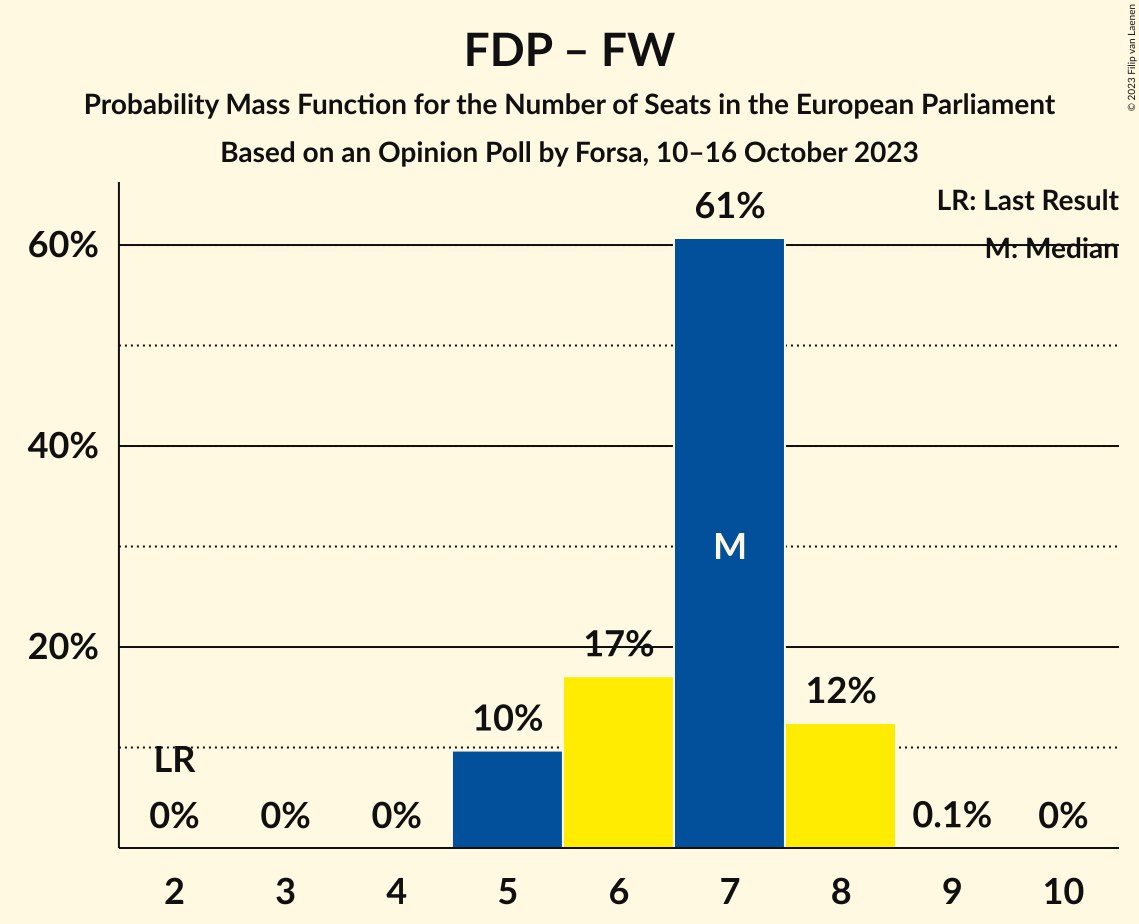 FDP – FW
Probability Mass Function for the Number of Seats in the European Parliament
Based on an Opinion Poll by Forsa, 10–16 October 2023
© 2023 Filip van Laenen
LR: Last Result
M: Median
60%
40%
20%
LR
0%
0%
0%
10%
17%
61%
M
12%
0.1%
0%
2
3
4
5
6
7
8
9
10